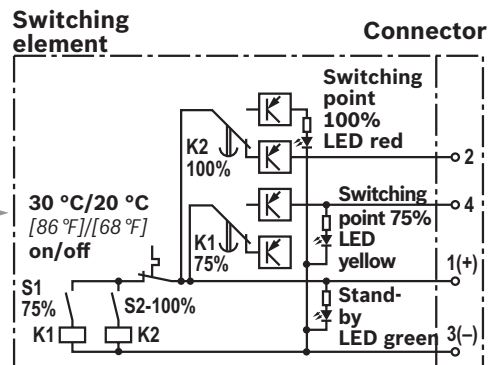 Switching
element
Connector
Switching
point
100%
LED red
K2
100%
2
30 °C/20 °C
[86 °F]/[68 °F]
on/off
4
Switching
point 75%
LED
yellow
K1
75%
1(+)
S1
75%
S2-100%
Stand-
by
LED green
K1
K2
3(–)